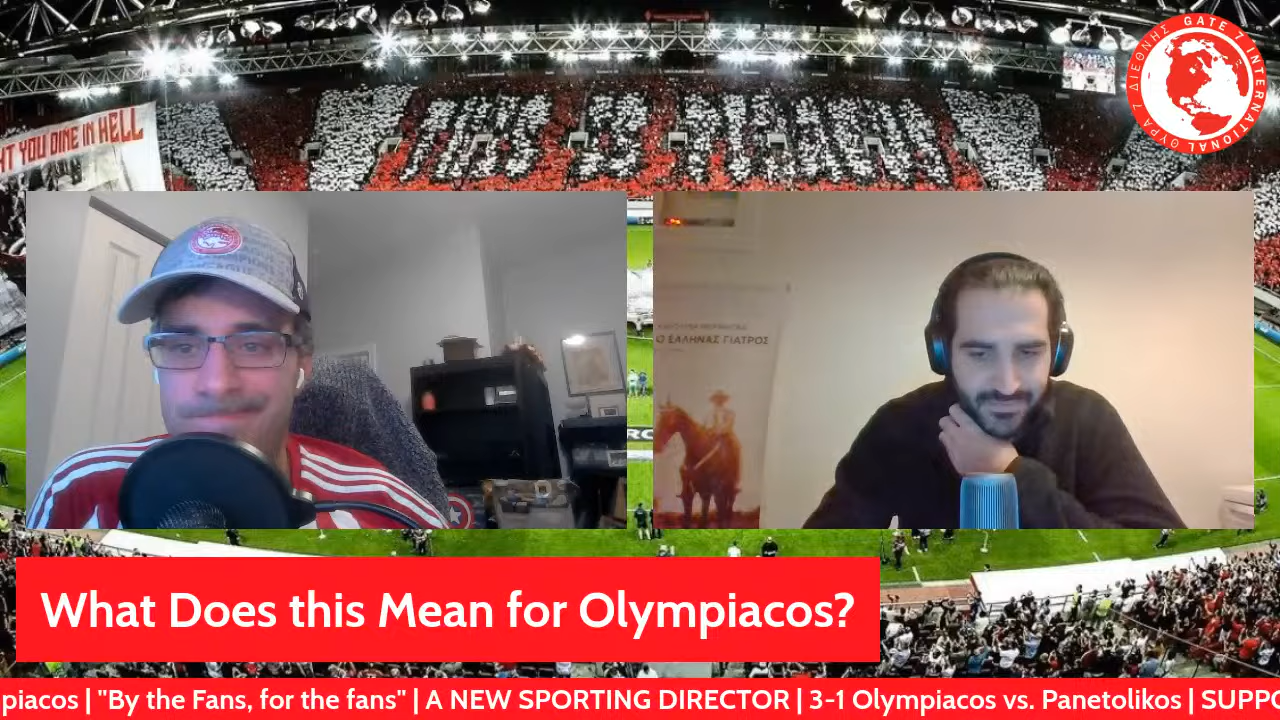 GATE 7 INTERNATIONAL
ΘΥΡΑ 7 ΔΙΕΘΝΗΣ
YOU DINE IN HELL
Ο ΕΛΛΗΝΑΣ ΓΙΑΤΡΟΣ
What Does this Mean for Olympiacos?
piacos | "By the Fans, for the fans" | A NEW SPORTING DIRECTOR | 3-1 Olympiacos vs. Panetolikos | SUPPO